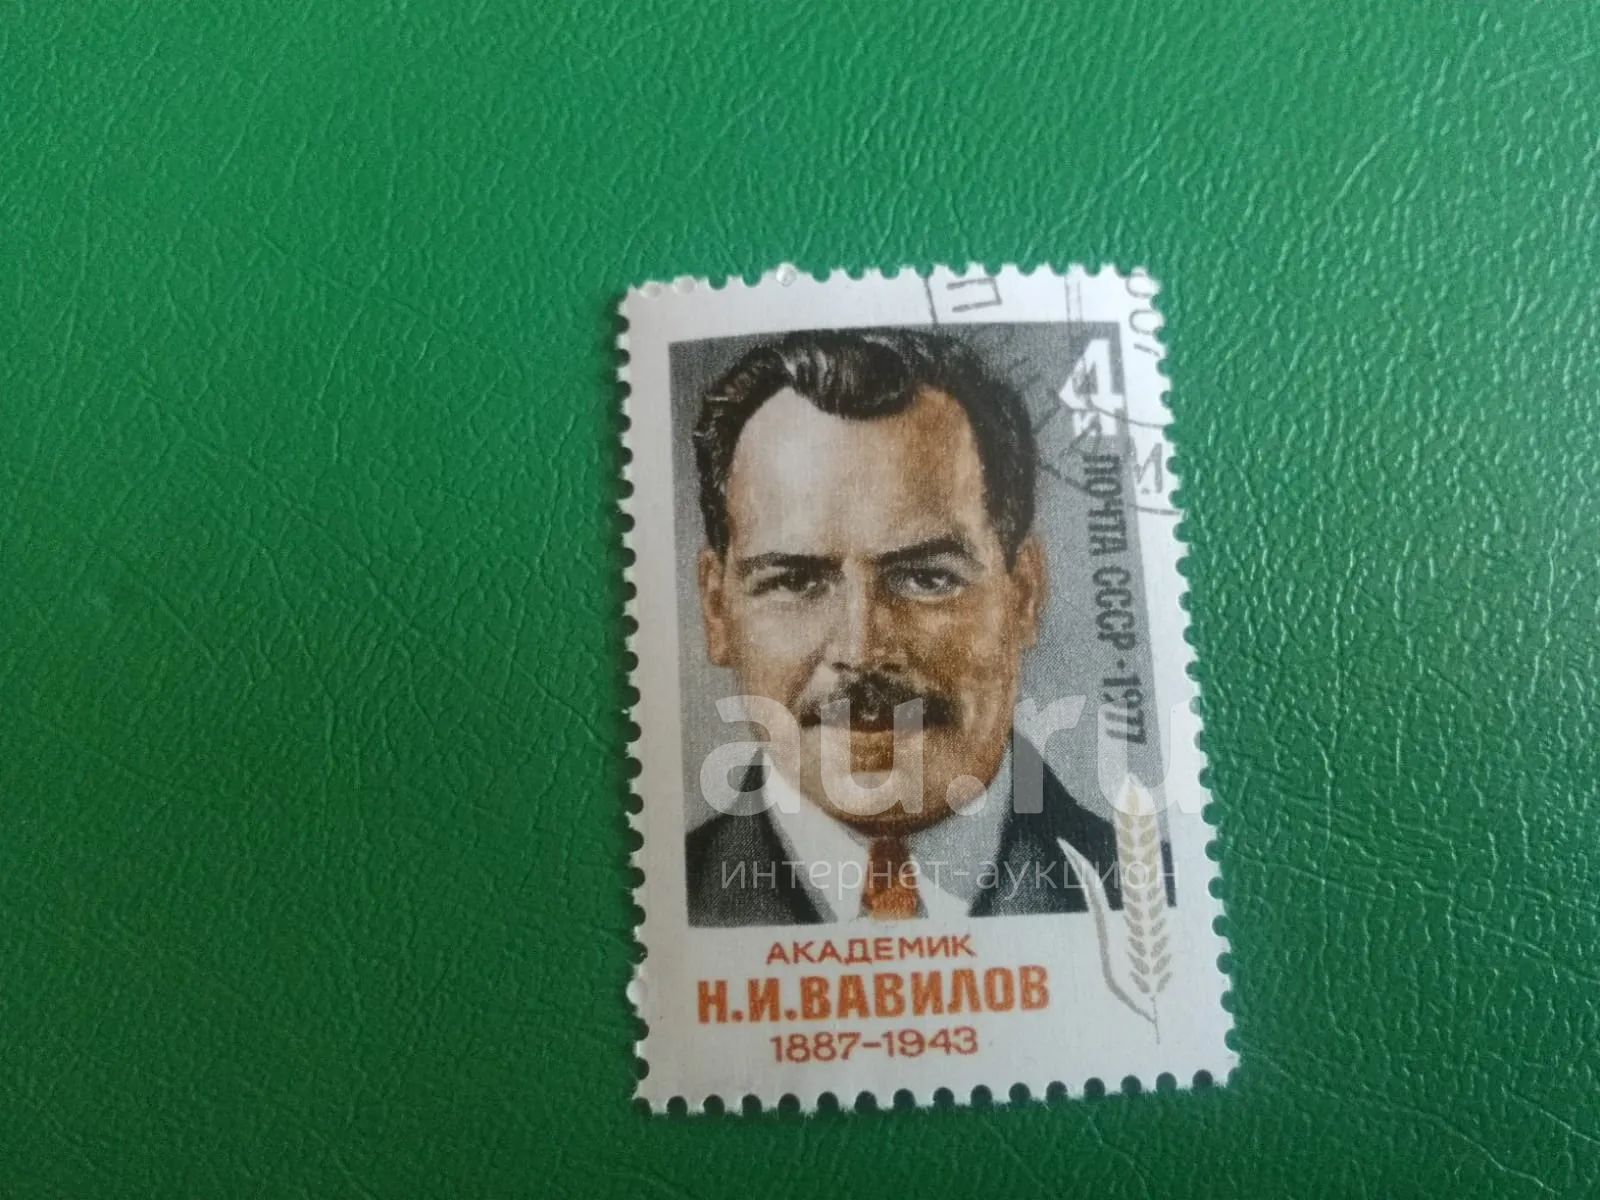 4 К
ПОЧТА СССР · 1977
au.ru
интернет-аукцион
АКАДЕМИК
Н.И.ВАВИЛОВ
1887–1943